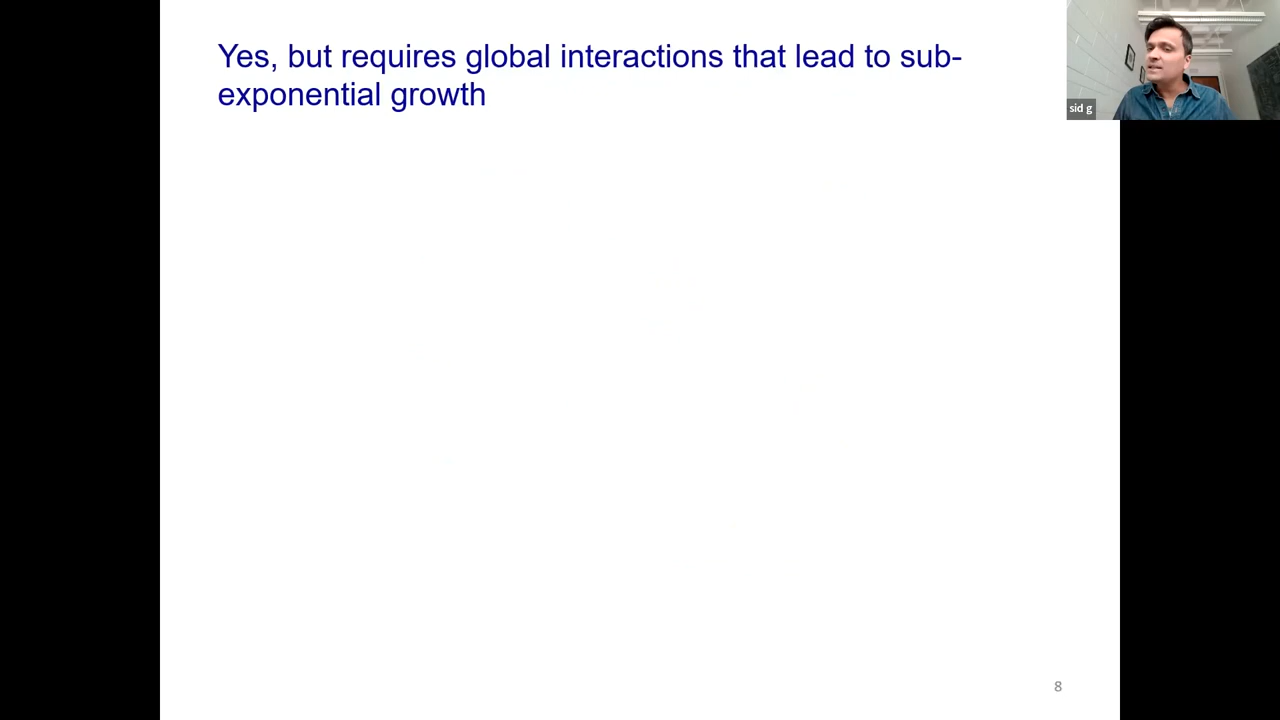 Yes, but requires global interactions that lead to sub-
exponential growth
sid g
8